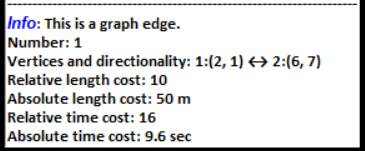 Info: This is a graph edge.
Number: 1
Vertices and directionality: 1:(2, 1) <-> 2:(6, 7)
Relative length cost: 10
Absolute length cost: 50 m
Relative time cost: 16
Absolute time cost: 9.6 sec